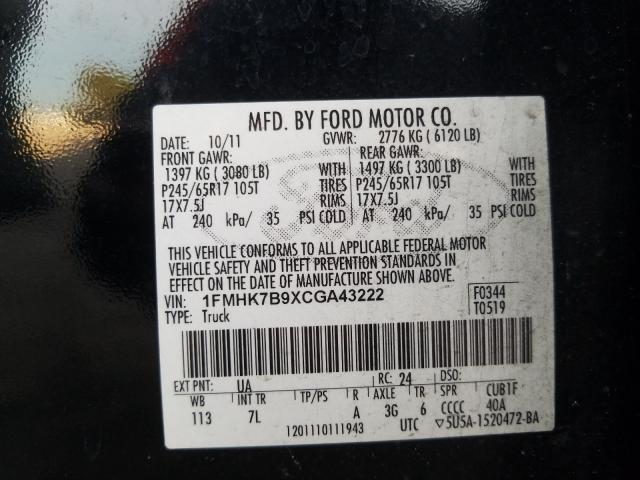 MFD. BY FORD MOTOR CO.
DATE: 10/11 GVWR: 2776 KG ( 6120 LB)
FRONT GAWR: REAR GAWR:
1397 KG ( 3080 LB) WITH 1497 KG ( 3300 LB) WITH
P245/65R17 105T TIRES P245/65R17 105T TIRES
17X7.5J RIMS 17X7.5J RIMS
AT 240 kPa/ 35 PSI COLD AT 240 kPa/ 35 PSI COLD
THIS VEHICLE CONFORMS TO ALL APPLICABLE FEDERAL MOTOR
VEHICLE SAFETY AND THEFT PREVENTION STANDARDS IN
EFFECT ON THE DATE OF MANUFACTURE SHOWN ABOVE.
VIN: 1FMHK7B9XCGA43222 F0344
TYPE: Truck T0519
EXT PNT: UA RC: 24 DSO:
WB INT TR TP/PS R AXLE TR SPR CUB1F
113 7L A 3G 6 CCCC 40A
1201110111943 UTC ▽5U5A-1520472-BA